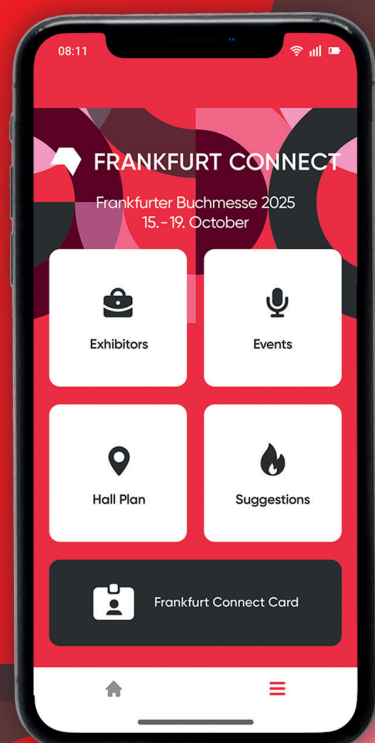 08:11
FRANKFURT CONNECT
Frankfurter Buchmesse 2025
15.–19. October
Exhibitors
Events
Hall Plan
Suggestions
Frankfurt Connect Card